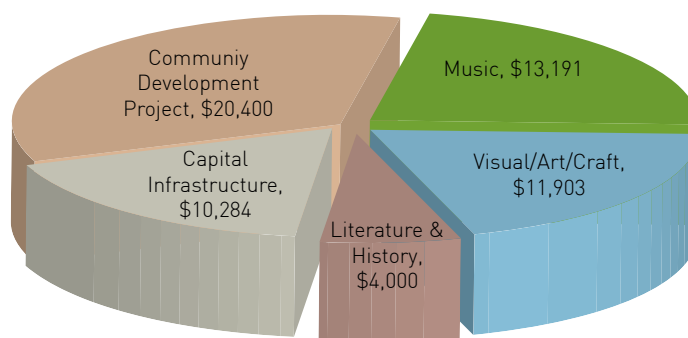 Communiy
Development
Project, $20,400
Music, $13,191
Capital
Infrastructure,
$10,284
Visual/Art/Craft,
$11,903
Literature &
History,
$4,000